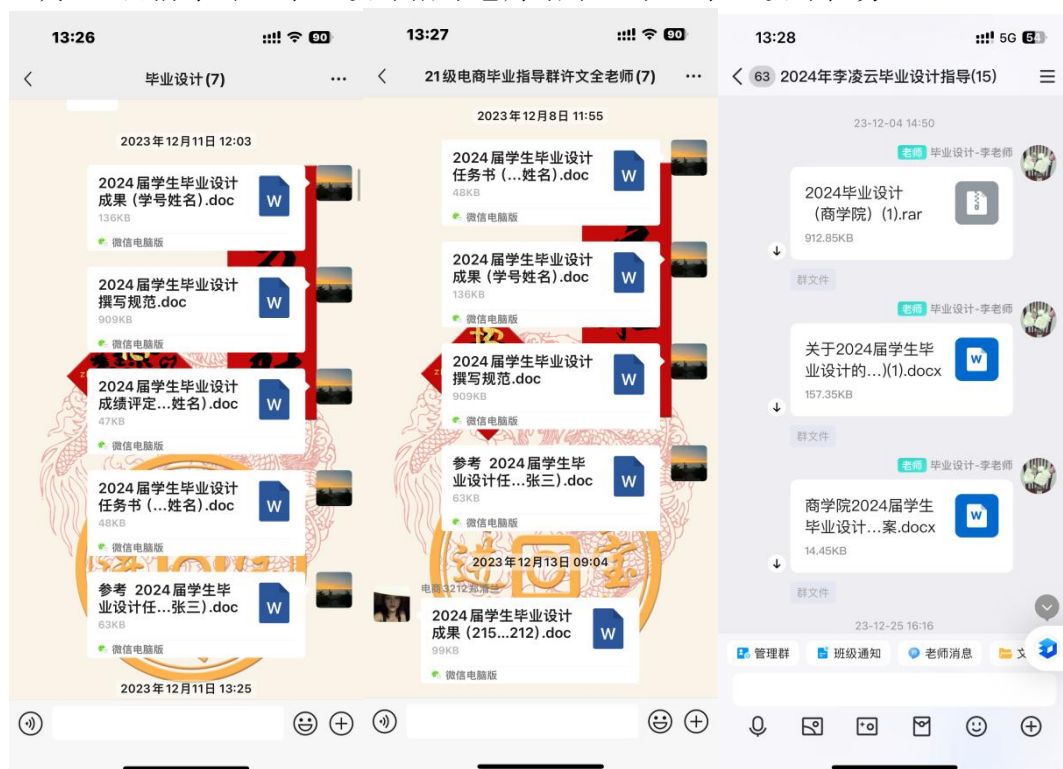 13:26
90
毕业设计(7)
2023年12月11日 12:03
2024届学生毕业设计
成果(学号姓名).doc
136KB
微信电脑版
2024届学生毕业设计
撰写规范.doc
909KB
微信电脑版
2024届学生毕业设计
成绩评定...姓名).doc
47KB
微信电脑版
2024届学生毕业设计
任务书(...姓名).doc
48KB
微信电脑版
参考 2024届学生毕
业设计任...张三).doc
63KB
微信电脑版
2023年12月11日 13:25
13:27
90
21级电商毕业指导群许文全老师(7)
2023年12月8日 11:55
2024届学生毕业设计
任务书(...姓名).doc
48KB
微信电脑版
2024届学生毕业设计
成果(学号姓名).doc
136KB
微信电脑版
2024届学生毕业设计
撰写规范.doc
909KB
微信电脑版
参考 2024届学生毕
业设计任...张三).doc
63KB
微信电脑版
进宝
2023年12月13日 09:04
2024届学生毕业设计
成果(215...212).doc
99KB
微信电脑版
13:28
5G 54
63 2024年李凌云毕业设计指导(15)
23-12-04 14:50
老师 毕业设计-李老师
2024毕业设计
(商学院)(1).rar
912.85KB
群文件
老师 毕业设计-李老师
关于2024届学生毕
业设计的...)(1).docx
157.35KB
群文件
老师 毕业设计-李老师
商学院2024届学生
毕业设计...案.docx
14.45KB
群文件
23-12-25 16:16
管理群 班级通知 老师消息